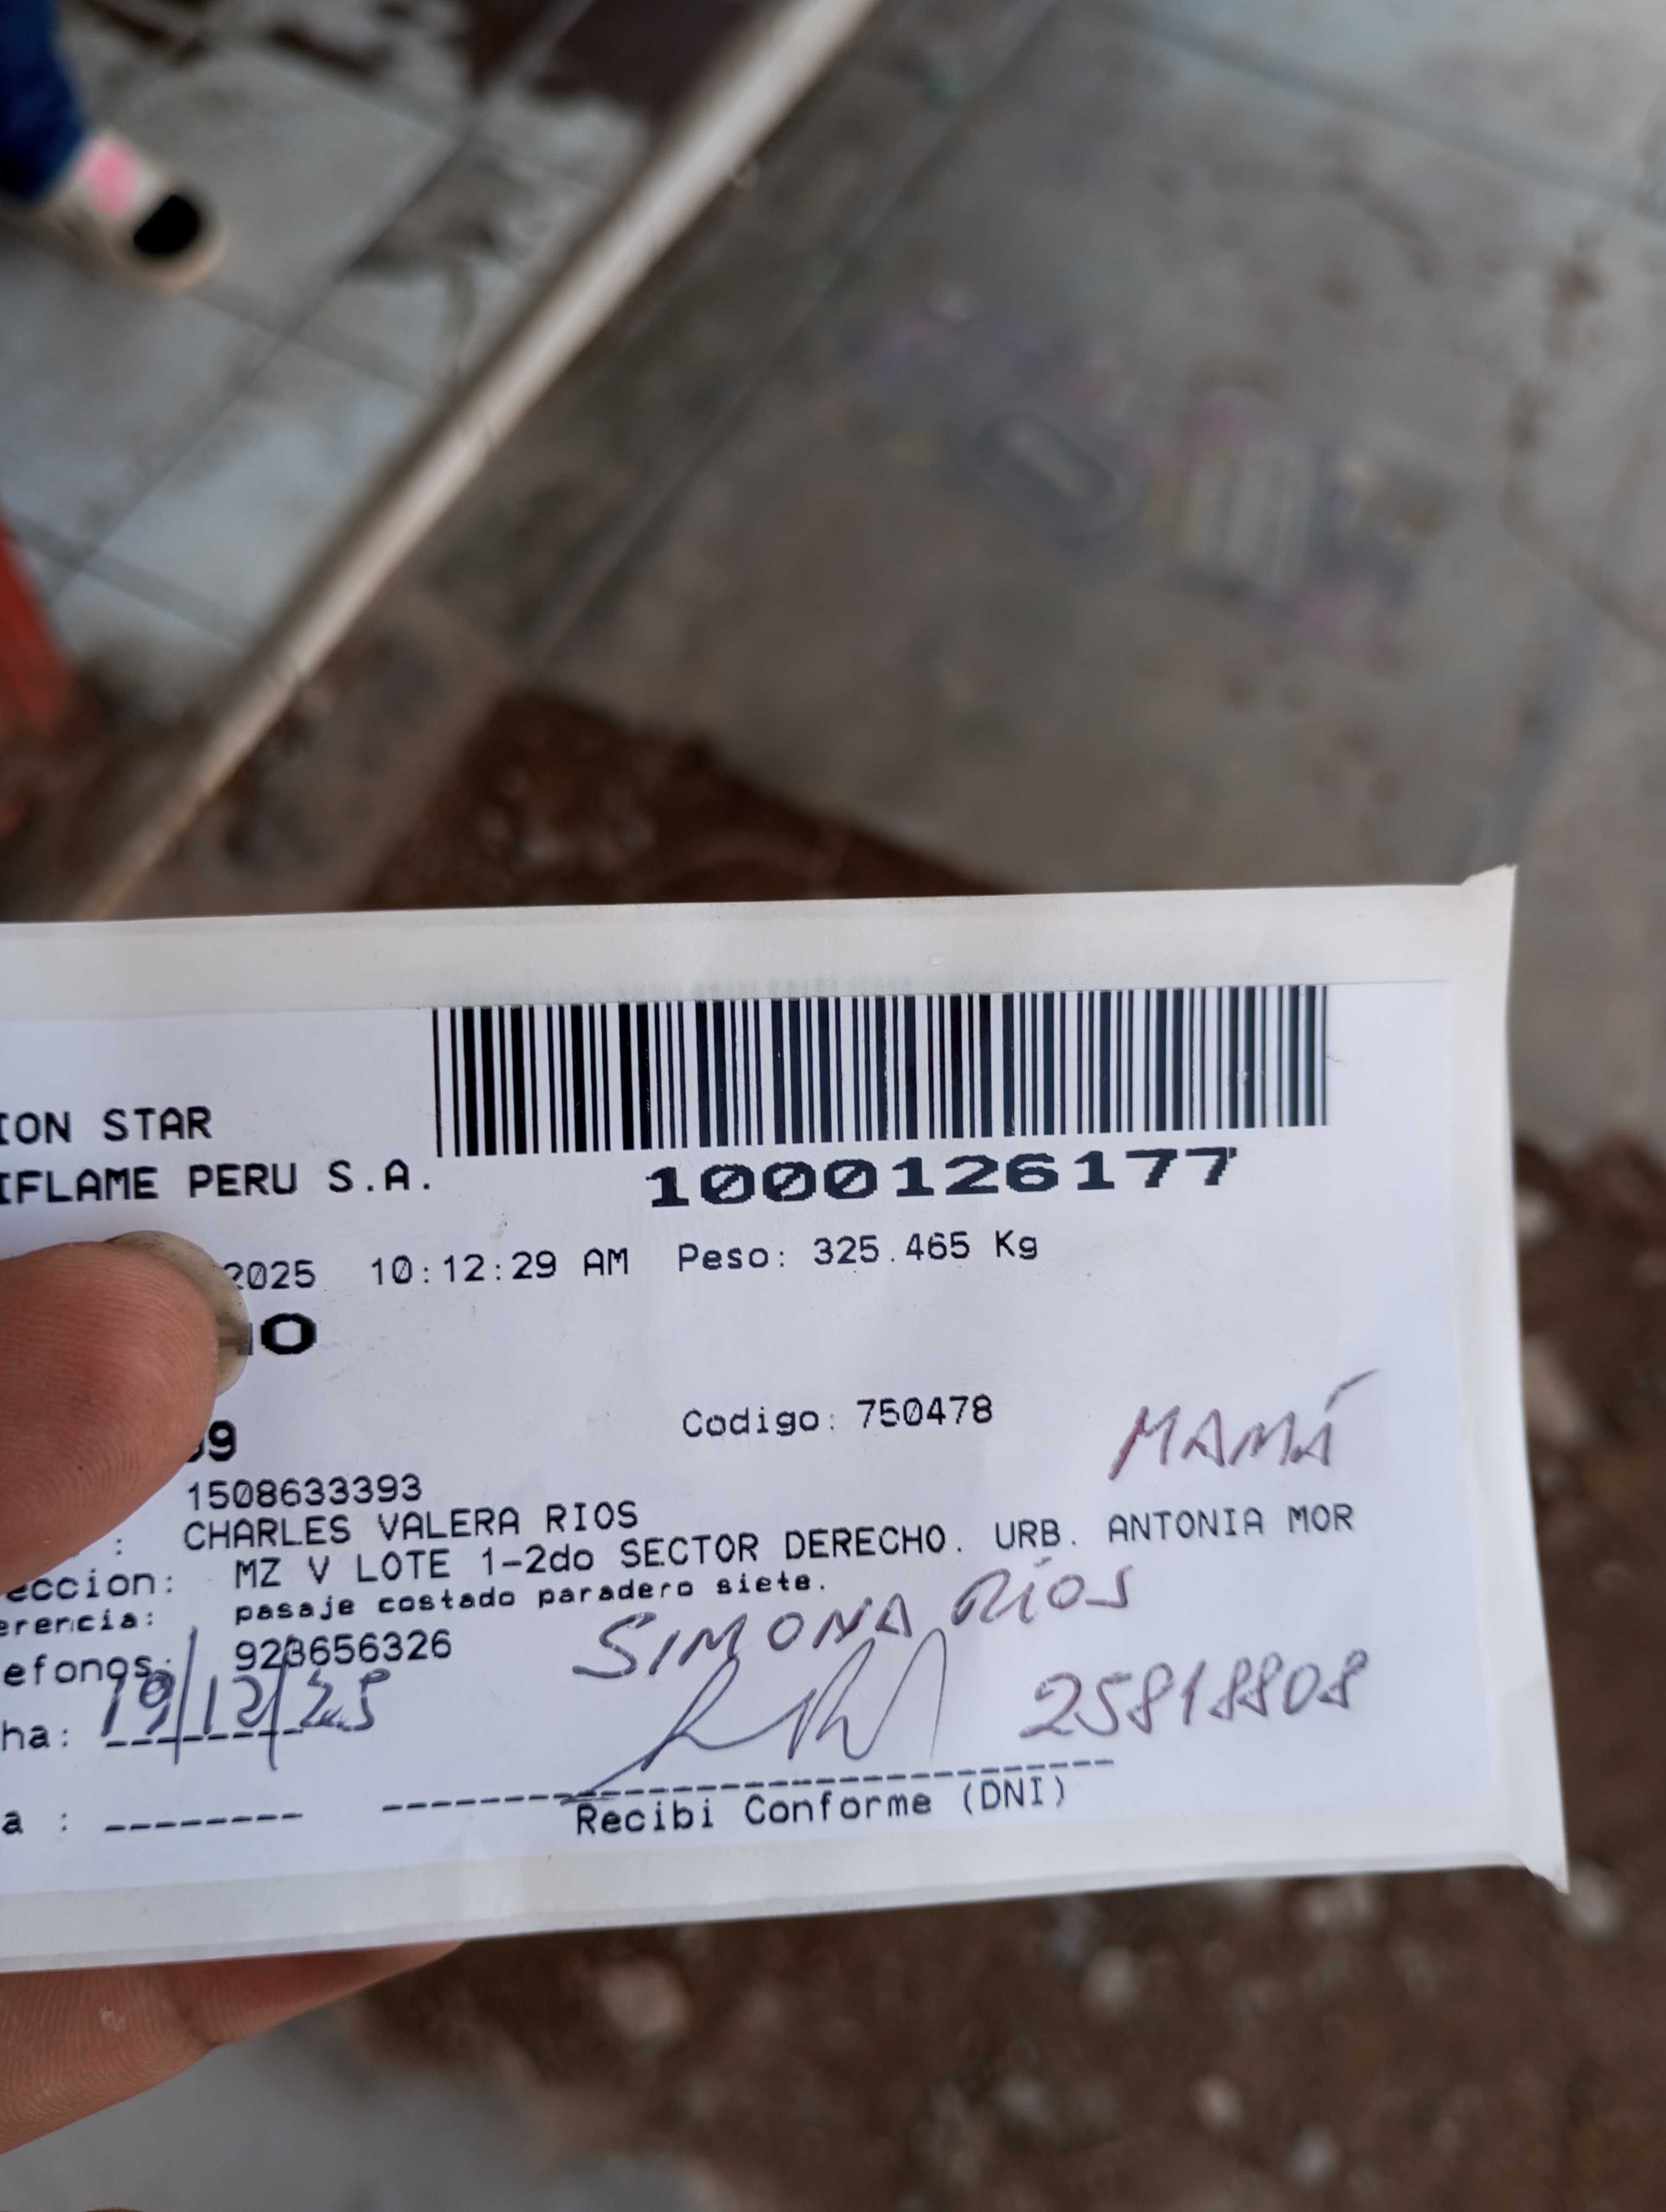 ION STAR
IFLAME PERU S.A.
1000126177
2025 10:12:29 AM Peso: 325.465 Kg
O
99
Codigo: 750478
MAMÁ
1508633393
: CHARLES VALERA RIOS
eccion: MZ V LOTE 1-2do SECTOR DERECHO. URB. ANTONIA MOR
erencia: pasaje costado paradero siete.
efonos: 923656326
SIMONA RÍOS
ha: 19/12/25
25818808
a : --------
Recibi Conforme (DNI)